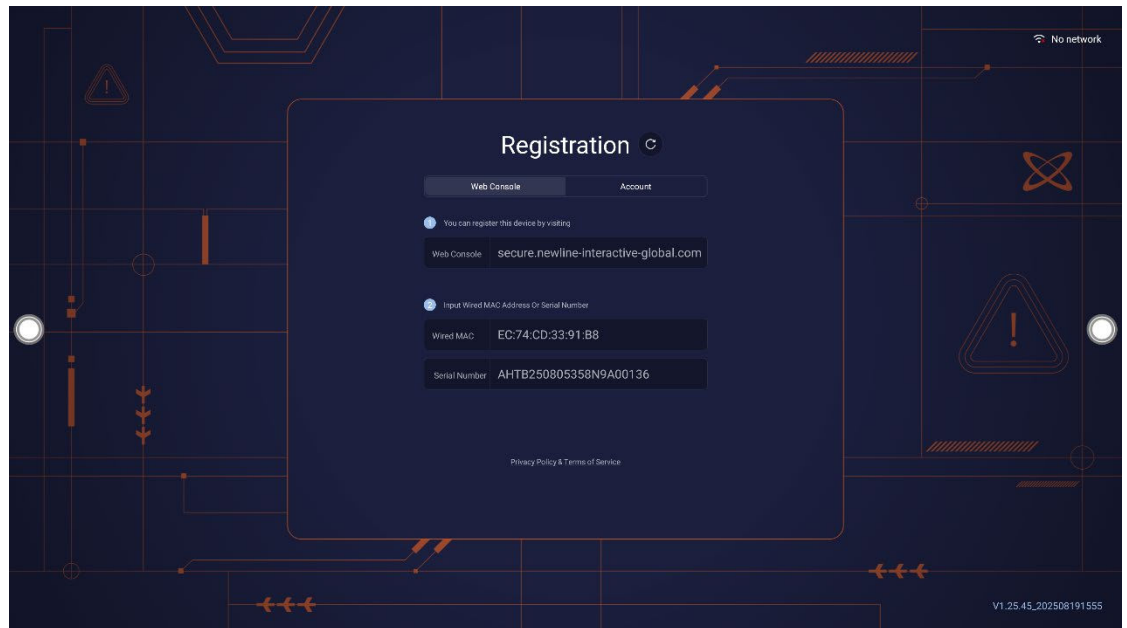 No network
Registration
Web Console
Account
1 You can register this device by visiting
Web Console secure.newline-interactive-global.com
2 Input Wired MAC Address Or Serial Number
Wired MAC EC:74:CD:33:91:B8
Serial Number AHTB250805358N9A00136
Privacy Policy & Terms of Service
V1.25.45_202508191555